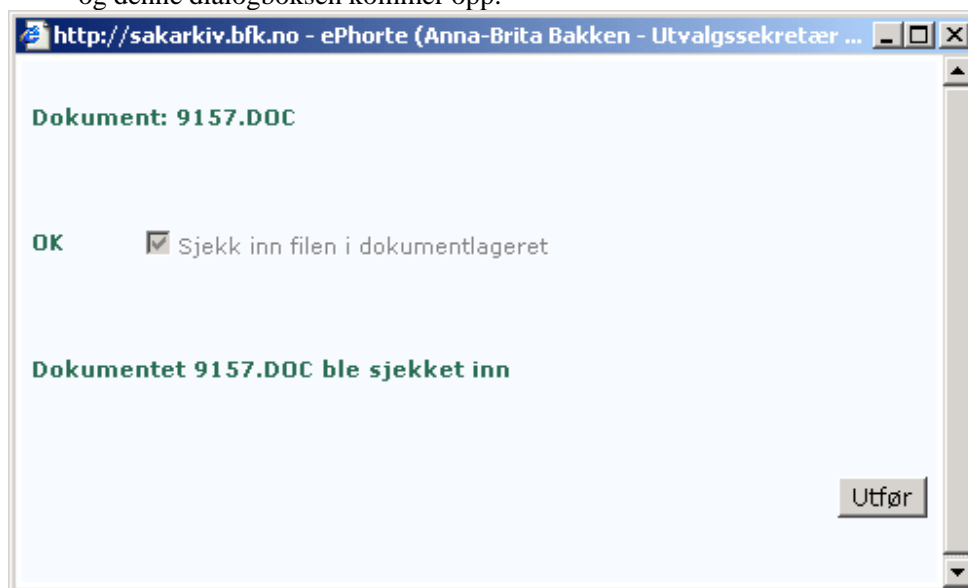 og denne dialogboksen kommer opp:
http://sakarkiv.bfk.no - ePhorte (Anna-Brita Bakken - Utvalgssekretær ...
Dokument: 9157.DOC
OK Sjekk inn filen i dokumentlageret
Dokumentet 9157.DOC ble sjekket inn
Utfør